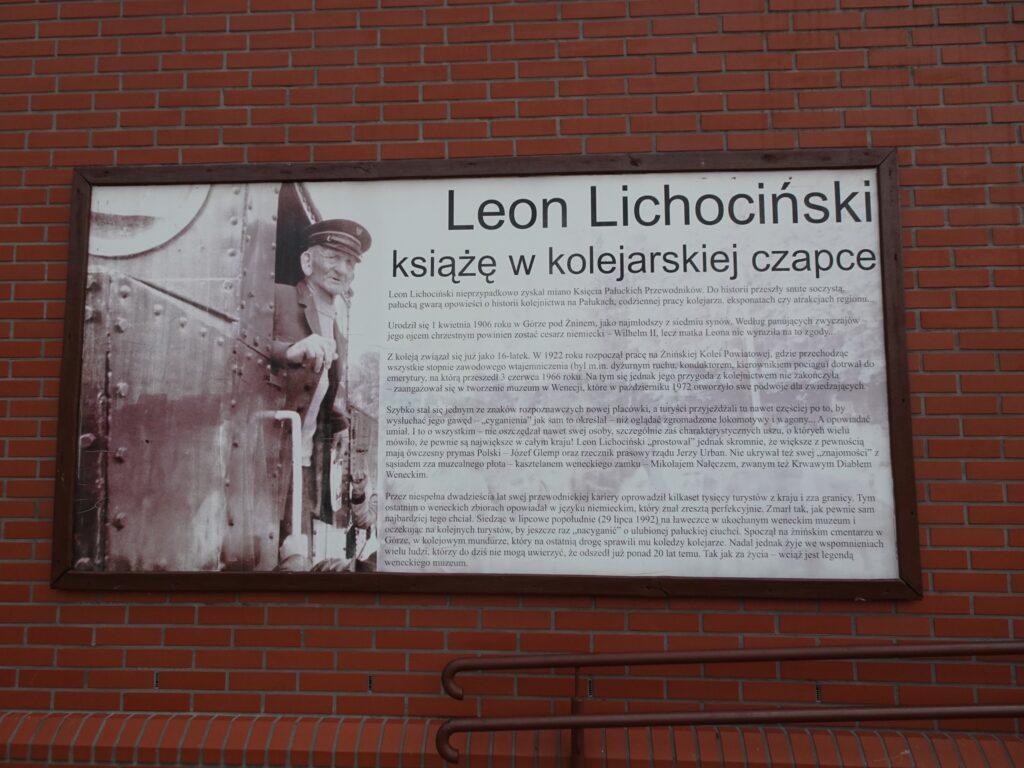 Leon Lichociński
książę w kolejarskiej czapce
Leon Lichociński nieprzypadkowo zyskał miano Księcia Pałuckich Przewodników. Do historii przeszły snute soczystą,
pałucką gwarą opowieści o historii kolejnictwa na Pałukach, codziennej pracy kolejarza, eksponatach czy atrakcjach regionu...
Urodził się 1 kwietnia 1906 roku w Górze pod Żninem, jako najmłodszy z siedmiu synów. Według panujących zwyczajów –
jego ojcem chrzestnym powinien zostać cesarz niemiecki – Wilhelm II, lecz matka Leona nie wyraziła na to zgody...
Z koleją związał się już jako 16-latek. W 1922 roku rozpoczął pracę na Żnińskiej Kolei Powiatowej, gdzie przechodząc
wszystkie stopnie zawodowego wtajemniczenia (był m.in. dyżurnym ruchu, konduktorem, kierownikiem pociągu) dotrwał do
emerytury, na którą przeszedł 3 czerwca 1966 roku. Na tym się jednak jego przygoda z kolejnictwem nie zakończyła
– zaangażował się w tworzenie muzeum w Wenecji, które w październiku 1972 otworzyło swe podwoje dla zwiedzających.
Szybko stał się jednym ze znaków rozpoznawczych nowej placówki, a turyści przyjeżdżali tu nawet częściej po to, by
wysłuchać jego gawęd – „cyganienia" jak sam to określał – niż oglądać zgromadzone lokomotywy i wagony... A opowiadać
umiał. I to o wszystkim – nie oszczędzał nawet swej osoby, szczególnie zaś charakterystycznych uszu, o których wielu
mówiło, że pewnie są największe w całym kraju! Leon Lichociński „prostował" jednak skromnie, że większe z pewnością
mają ówczesny prymas Polski – Józef Glemp oraz rzecznik prasowy rządu Jerzy Urban. Nie ukrywał też swej „znajomości" z
sąsiadem zza muzealnego płota – kasztelanem weneckiego zamku – Mikołajem Nałęczem, zwanym też Krwawym Diabłem
Weneckim.
Przez niespełna dwadzieścia lat swej przewodnickiej kariery oprowadził kilkaset tysięcy turystów z kraju i zza granicy. Tym
ostatnim o weneckich zbiorach opowiadał w języku niemieckim, który znał zresztą perfekcyjnie. Zmarł tak, jak pewnie sam
najbardziej tego chciał. Siedząc w lipcowe popołudnie (29 lipca 1992) na ławeczce w ukochanym weneckim muzeum i
oczekując na kolejnych turystów, by jeszcze raz „nacyganić" o ulubionej pałuckiej ciuchci. Spoczął na żnińskim cmentarzu w
Górze, w kolejowym mundurze, który na ostatnią drogę sprawili mu koledzy kolejarze. Nadal jednak żyje we wspomnieniach
wielu ludzi, którzy do dziś nie mogą uwierzyć, że odszedł już ponad 20 lat temu. Tak jak za życia – wciąż jest legendą
weneckiego muzeum.